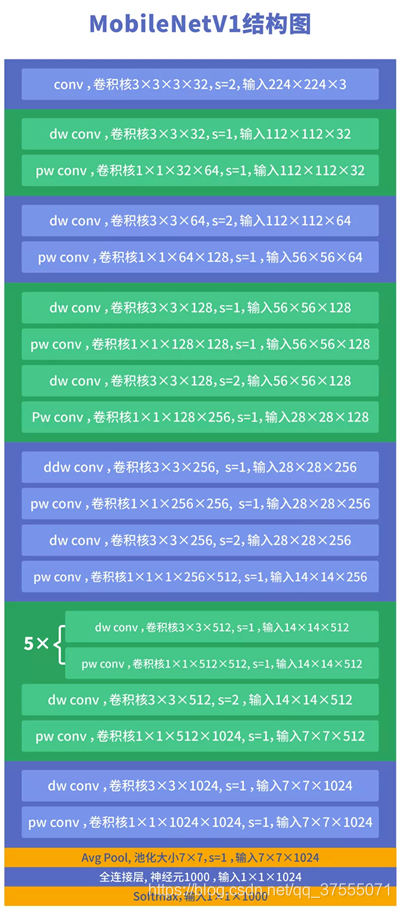 MobileNetV1结构图
conv，卷积核3×3×3×32，s=2，输入224×224×3
dw conv，卷积核3×3×32，s=1，输入112×112×32
pw conv，卷积核1×1×32×64，s=1，输入112×112×32
dw conv，卷积核3×3×64，s=2，输入112×112×64
pw conv，卷积核1×1×64×128，s=1，输入56×56×64
dw conv，卷积核3×3×128，s=1，输入56×56×128
pw conv，卷积核1×1×128×128，s=1，输入56×56×128
dw conv，卷积核3×3×128，s=2，输入56×56×128
Pw conv，卷积核1×1×128×256，s=1，输入28×28×128
ddw conv，卷积核3×3×256，s=1，输入28×28×256
pw conv，卷积核1×1×256×256，s=1，输入28×28×256
dw conv，卷积核3×3×256，s=2，输入28×28×256
pw conv，卷积核1×1×1×256×512，s=1，输入14×14×256
5×
dw conv，卷积核3×3×512，s=1，输入14×14×512
pw conv，卷积核1×1×512×512，s=1，输入14×14×512
dw conv，卷积核3×3×512，s=2，输入14×14×512
pw conv，卷积核1×1×512×1024，s=1，输入7×7×512
dw conv，卷积核3×3×1024，s=1，输入7×7×1024
pw conv，卷积核1×1×1024×1024，s=1，输入7×7×1024
Avg Pool，池化大小7×7，s=1，输入7×7×1024
全连接层，神经元1000，输入1×1×1024
https://blog.csdn.net/qq_37555071
Softmax，输入1×1×1000